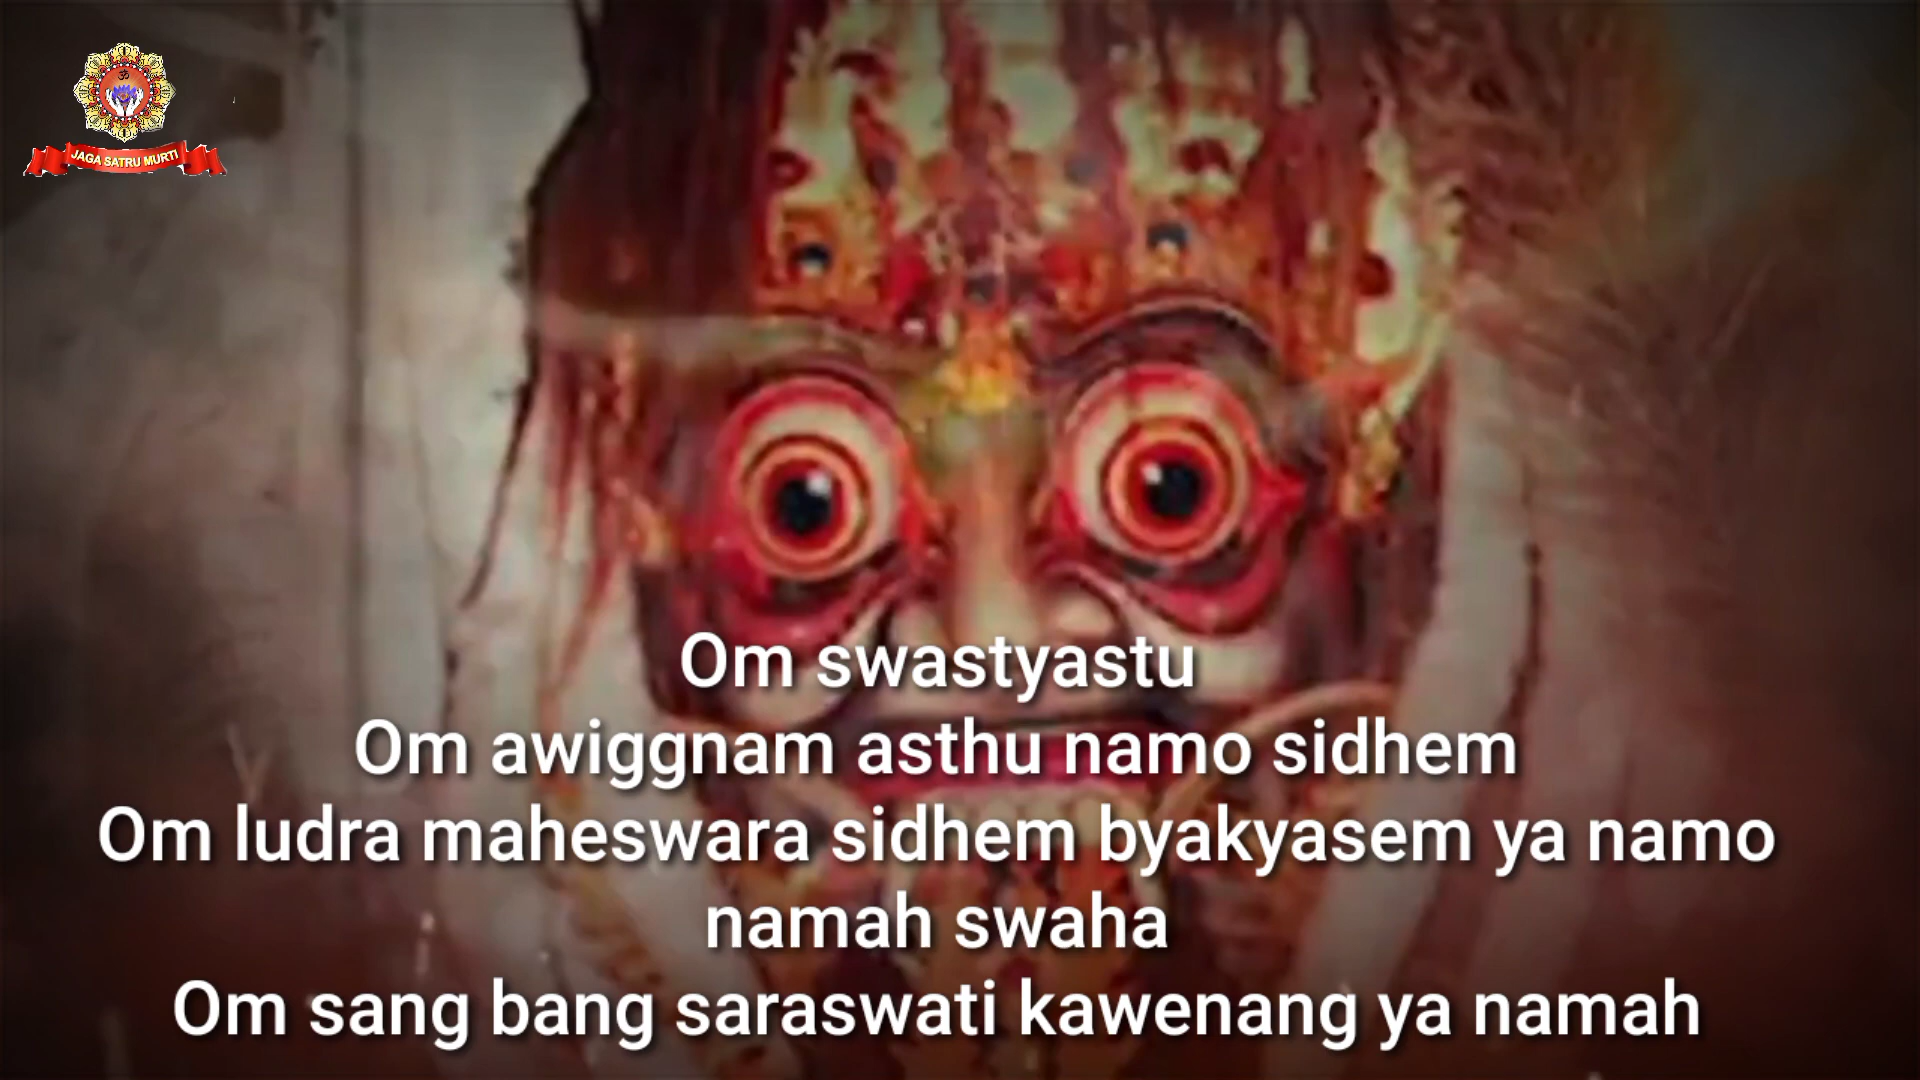 JAGA SATRU MURTI
Om swastyastu
Om awiggnam asthu namo sidhem
Om ludra maheswara sidhem byakyasem ya namo
namah swaha
Om sang bang saraswati kawenang ya namah